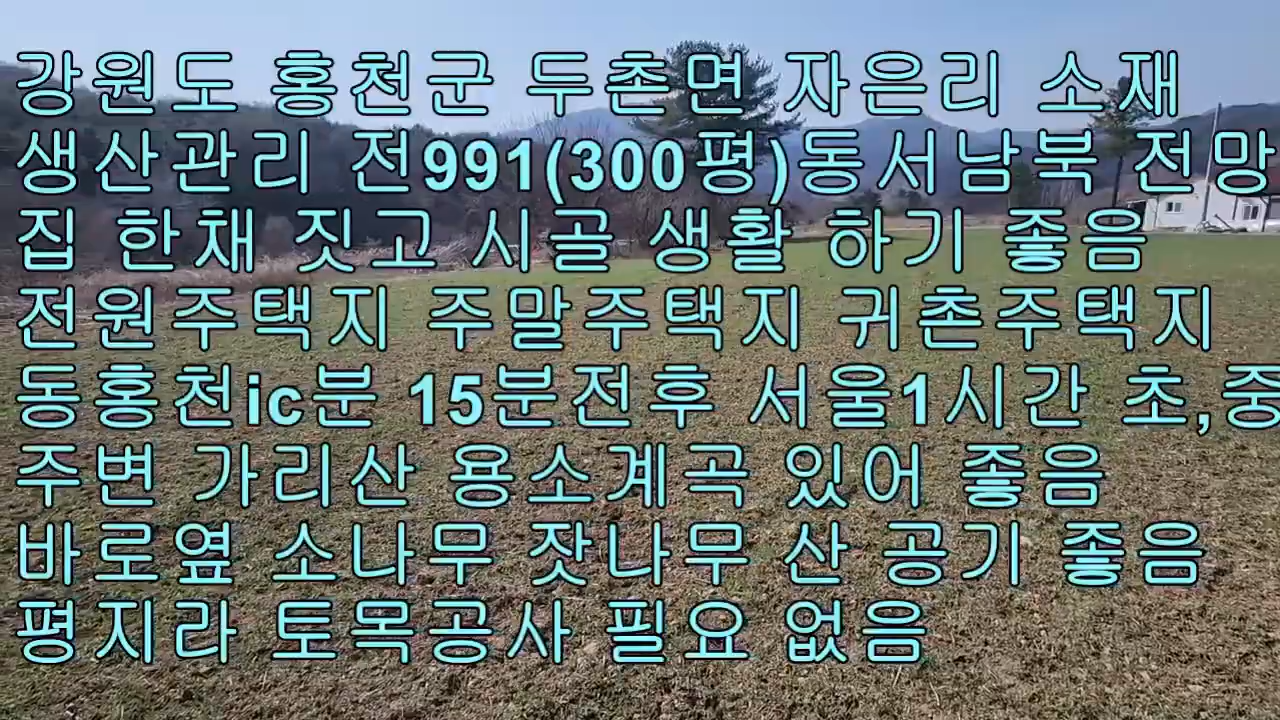 강원도 홍천군 두촌면 자은리 소재
생산관리 전991(300평)동서남북 전망
집 한채 짓고 시골 생활 하기 좋음
전원주택지 주말주택지 귀촌주택지
동홍천ic분 15분전후 서울1시간 초,중
주변 가리산 용소계곡 있어 좋음
바로옆 소나무 잣나무 산 공기 좋음
평지라 토목공사 필요 없음